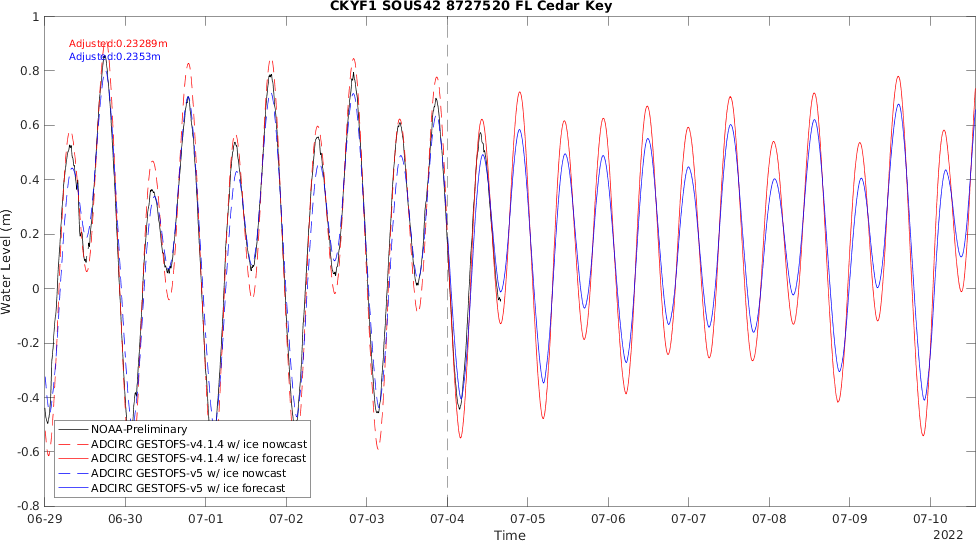 CKYF1 SOUS42 8727520 FL Cedar Key
Adjusted:0.23289m
Adjusted:0.2353m
Water Level (m)
1
0.8
0.6
0.4
0.2
0
-0.2
-0.4
-0.6
-0.8
NOAA-Preliminary
ADCIRC GESTOFS-v4.1.4 w/ ice nowcast
ADCIRC GESTOFS-v4.1.4 w/ ice forecast
ADCIRC GESTOFS-v5 w/ ice nowcast
ADCIRC GESTOFS-v5 w/ ice forecast
06-29 06-30 07-01 07-02 07-03 07-04 07-05 07-06 07-07 07-08 07-09 07-10
Time
2022